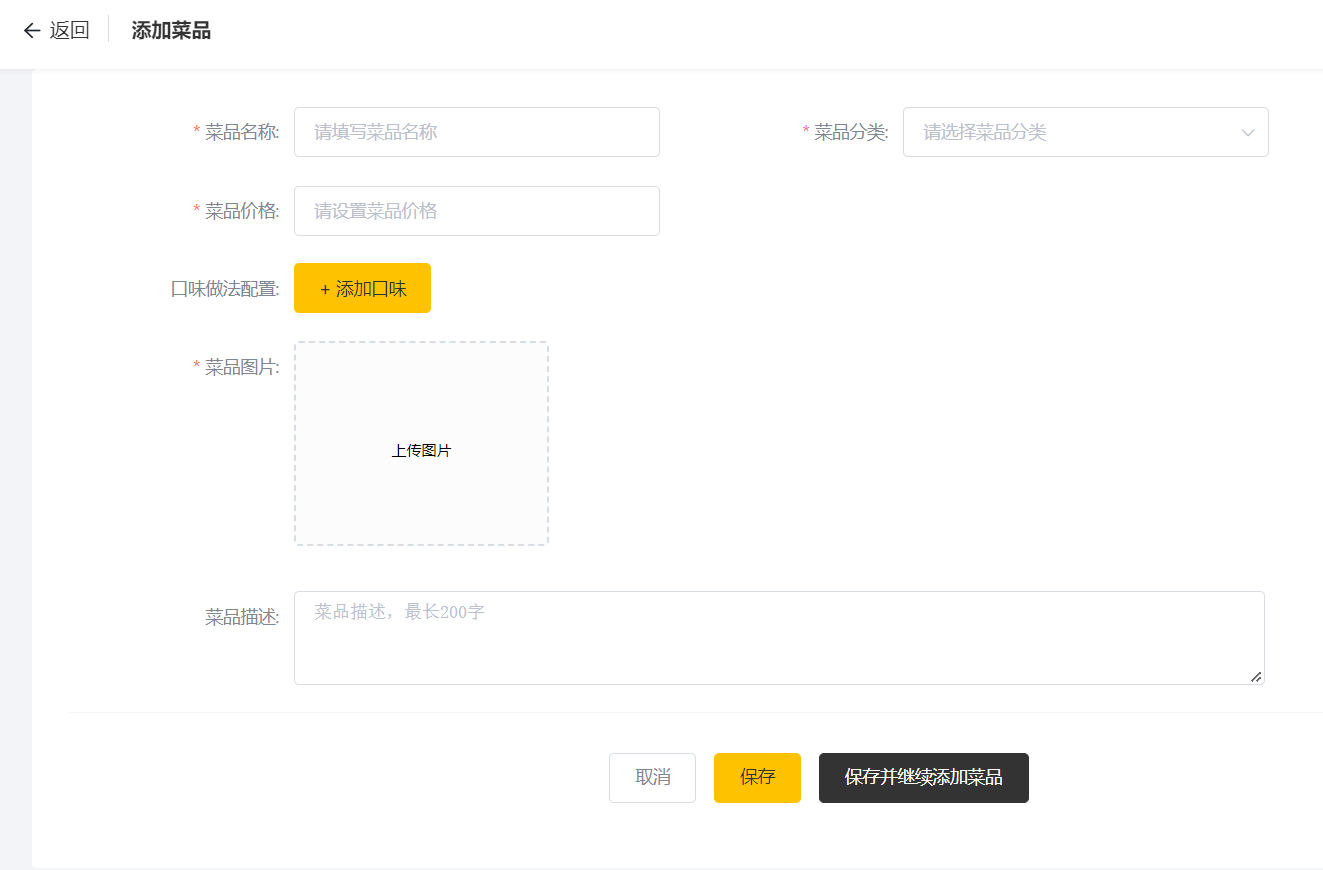 返回 添加菜品
* 菜品名称: 请填写菜品名称 * 菜品分类: 请选择菜品分类
* 菜品价格: 请设置菜品价格
口味做法配置: + 添加口味
* 菜品图片:
上传图片
菜品描述: 菜品描述，最长200字
取消 保存 保存并继续添加菜品